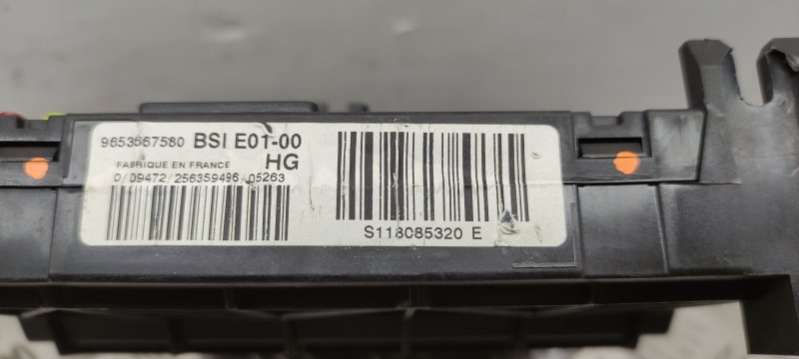 9653667580 BSI E01-00
HG
FABRIQUE EN FRANCE
0/09472/256359496/05263
S118085320 E